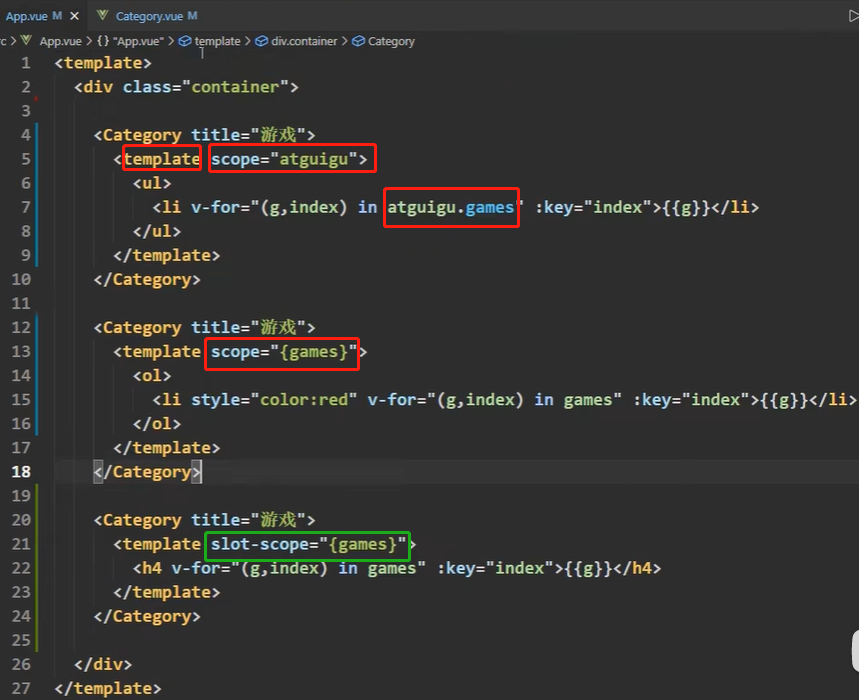 App.vue M × Category.vue M
rc > App.vue > {} "App.vue" > template > div.container > Category
1 <template>
2 <div class="container">
3
4 <Category title="游戏">
5 <template scope="atguigu">
6 <ul>
7 <li v-for="(g,index) in atguigu.games" :key="index">{{g}}</li>
8 </ul>
9 </template>
10 </Category>
11
12 <Category title="游戏">
13 <template scope="{games}">
14 <ol>
15 <li style="color:red" v-for="(g,index) in games" :key="index">{{g}}</li>
16 </ol>
17 </template>
18 </Category>
19
20 <Category title="游戏">
21 <template slot-scope="{games}">
22 <h4 v-for="(g,index) in games" :key="index">{{g}}</h4>
23 </template>
24 </Category>
25
26 </div>
27 </template>